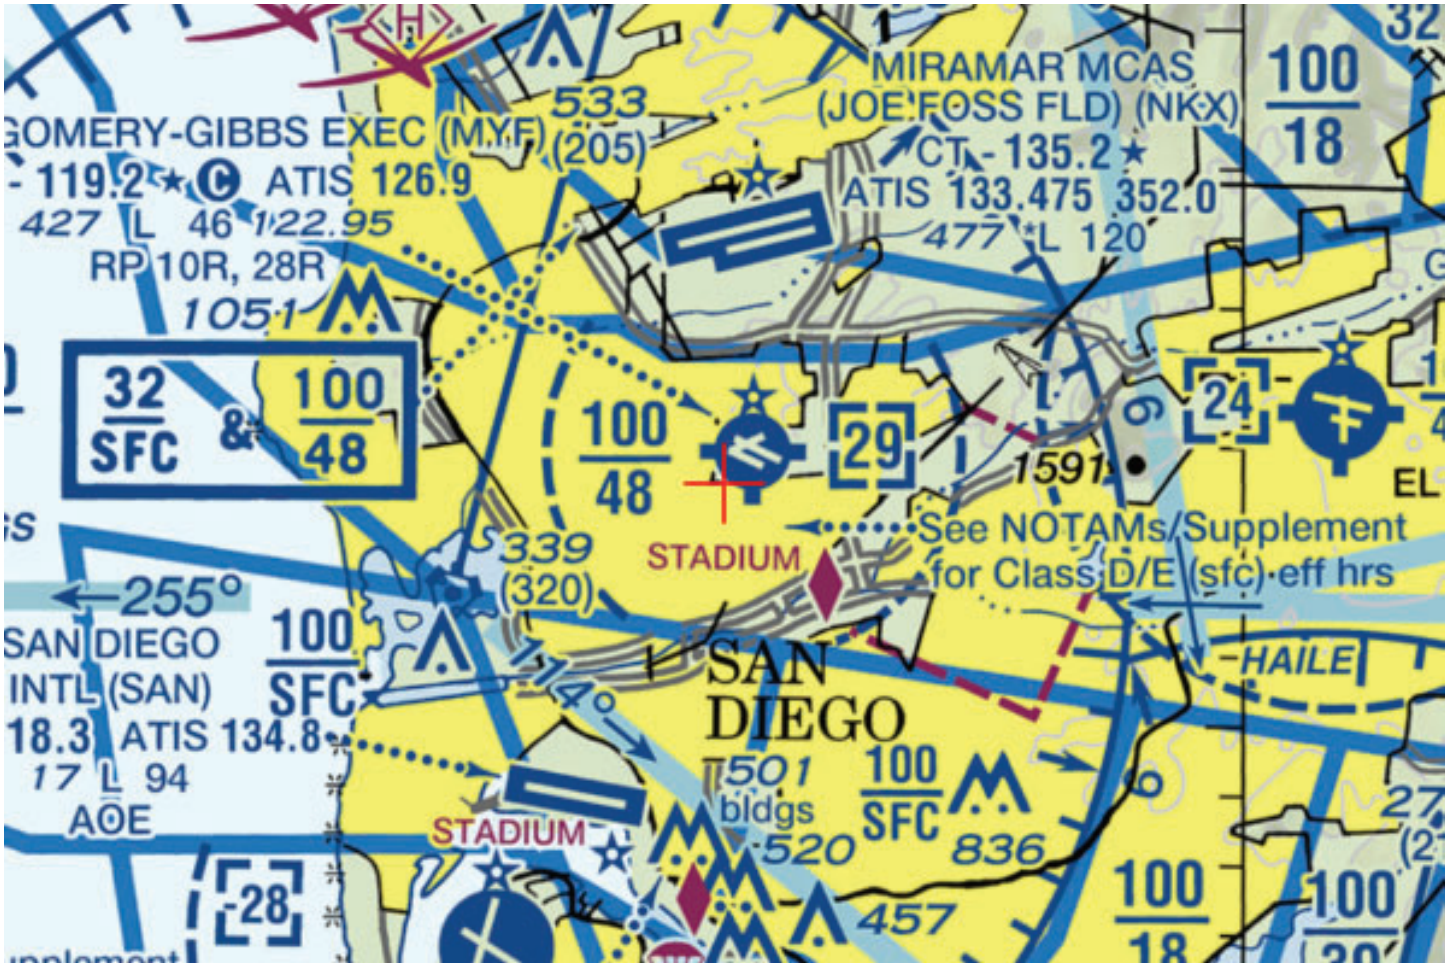 H
32
533
(205)
MIRAMAR MCAS
(JOE FOSS FLD) (NKX)
CT - 135.2 ★
ATIS 133.475 352.0
477 *L 120
100
18
GOMERY-GIBBS EXEC (MYF)
- 119.2 ★ C ATIS 126.9
427 L 46 122.95
RP 10R, 28R
1051
32
SFC
&
100
48
100
48
[29]
6
[24]
1591
EL
See NOTAMs/Supplement
for Class D/E (sfc) eff hrs
STADIUM
339
(320)
255°
SAN DIEGO
INTL (SAN)
18.3 ATIS 134.8
17 L 94
AOE
100
SFC
114°
SAN
DIEGO
HAILE
501
bldgs
520
100
SFC
836
9
STADIUM
457
[-28]
100
18
100
27